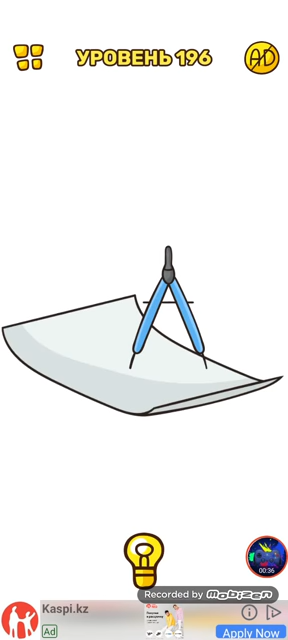 УРОВЕНЬ 196
AD
00:36
Recorded by mobizen
Kaspi.kz
Ad
Apply Now